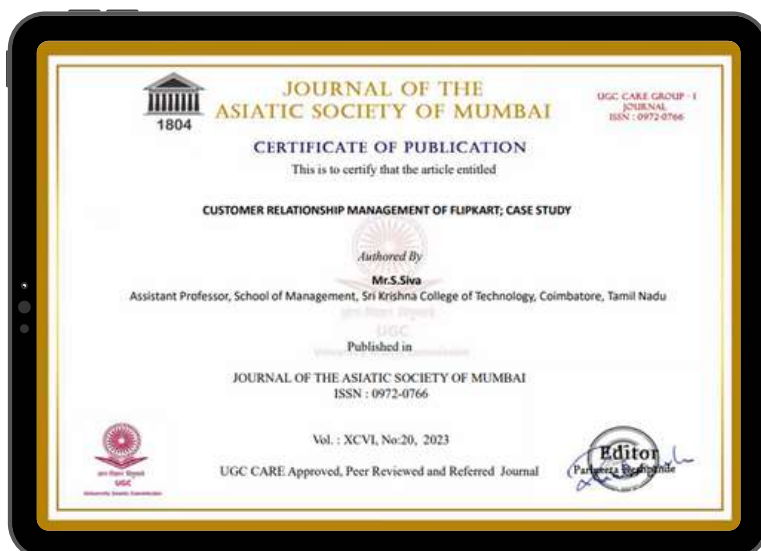 JOURNAL OF THE
ASIATIC SOCIETY OF MUMBAI
1804
UGC CARE GROUP - I
JOURNAL
ISSN : 0972-0766
CERTIFICATE OF PUBLICATION
This is to certify that the article entitled
CUSTOMER RELATIONSHIP MANAGEMENT OF FLIPKART; CASE STUDY
Authored By
Mr.S.Siva
Assistant Professor, School of Management, Sri Krishna College of Technology, Coimbatore, Tamil Nadu
UGC
Published in
JOURNAL OF THE ASIATIC SOCIETY OF MUMBAI
ISSN : 0972-0766
Vol. : XCVI, No:20, 2023
UGC CARE Approved, Peer Reviewed and Referred Journal
UGC
University Grants Commission
Editor